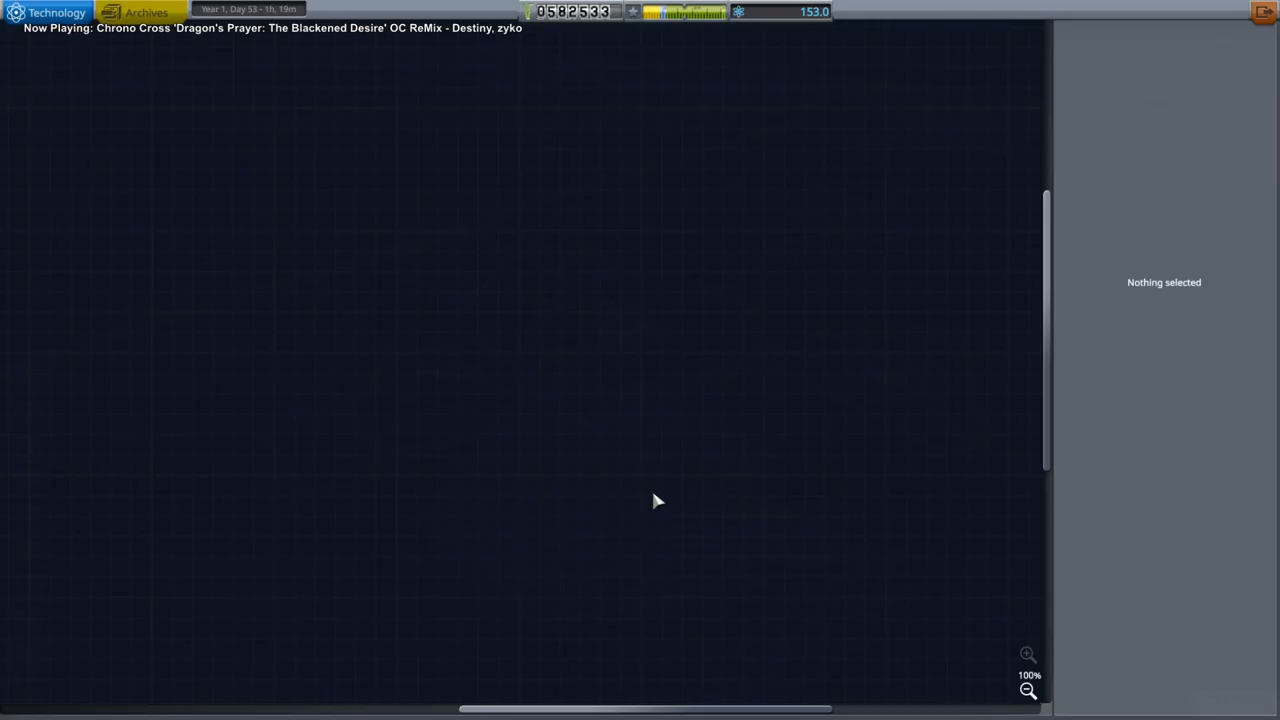 Technology
Archives
Year 1, Day 53 - 1h, 19m
0582533
153.0
Now Playing: Chrono Cross 'Dragon's Prayer: The Blackened Desire' OC ReMix - Destiny, zyko
Nothing selected
100%